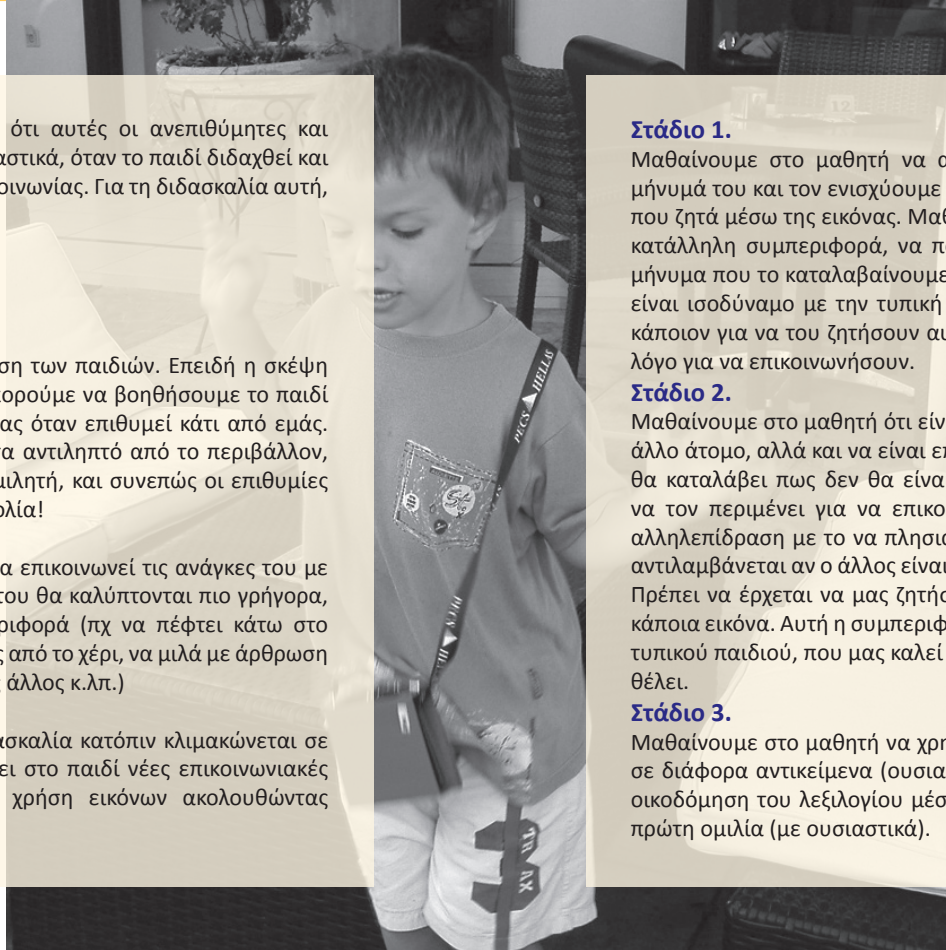 ότι αυτές οι ανεπιθύμητες και
αστικά, όταν το παιδί διδαχθεί και
οινωνίας. Για τη διδασκαλία αυτή,
ση των παιδιών. Επειδή η σκέψη
ορούμε να βοηθήσουμε το παιδί
ας όταν επιθυμεί κάτι από εμάς.
α αντιληπτό από το περιβάλλον,
μιλητή, και συνεπώς οι επιθυμίες
ολία!
α επικοινωνεί τις ανάγκες του με
του θα καλύπτονται πιο γρήγορα,
ριφορά (πχ να πέφτει κάτω στο
ς από το χέρι, να μιλά με άρθρωση
ς άλλος κ.λπ.)
ασκαλία κατόπιν κλιμακώνεται σε
ει στο παιδί νέες επικοινωνιακές
χρήση εικόνων ακολουθώντας
Στάδιο 1.
Μαθαίνουμε στο μαθητή να α
μήνυμά του και τον ενισχύουμε
που ζητά μέσω της εικόνας. Μαθ
κατάλληλη συμπεριφορά, να πα
μήνυμα που το καταλαβαίνουμε
είναι ισοδύναμο με την τυπική
κάποιον για να του ζητήσουν αυ
λόγο για να επικοινωνήσουν.
Στάδιο 2.
Μαθαίνουμε στο μαθητή ότι είν
άλλο άτομο, αλλά και να είναι επ
θα καταλάβει πως δεν θα είνα
να τον περιμένει για να επικο
αλληλεπίδραση με το να πλησιά
αντιλαμβάνεται αν ο άλλος είναι
Πρέπει να έρχεται να μας ζητήσ
κάποια εικόνα. Αυτή η συμπεριφ
τυπικού παιδιού, που μας καλεί
θέλει.
Στάδιο 3.
Μαθαίνουμε στο μαθητή να χρη
σε διάφορα αντικείμενα (ουσια
οικοδόμηση του λεξιλογίου μέσ
πρώτη ομιλία (με ουσιαστικά).
PECS HELLAS
12